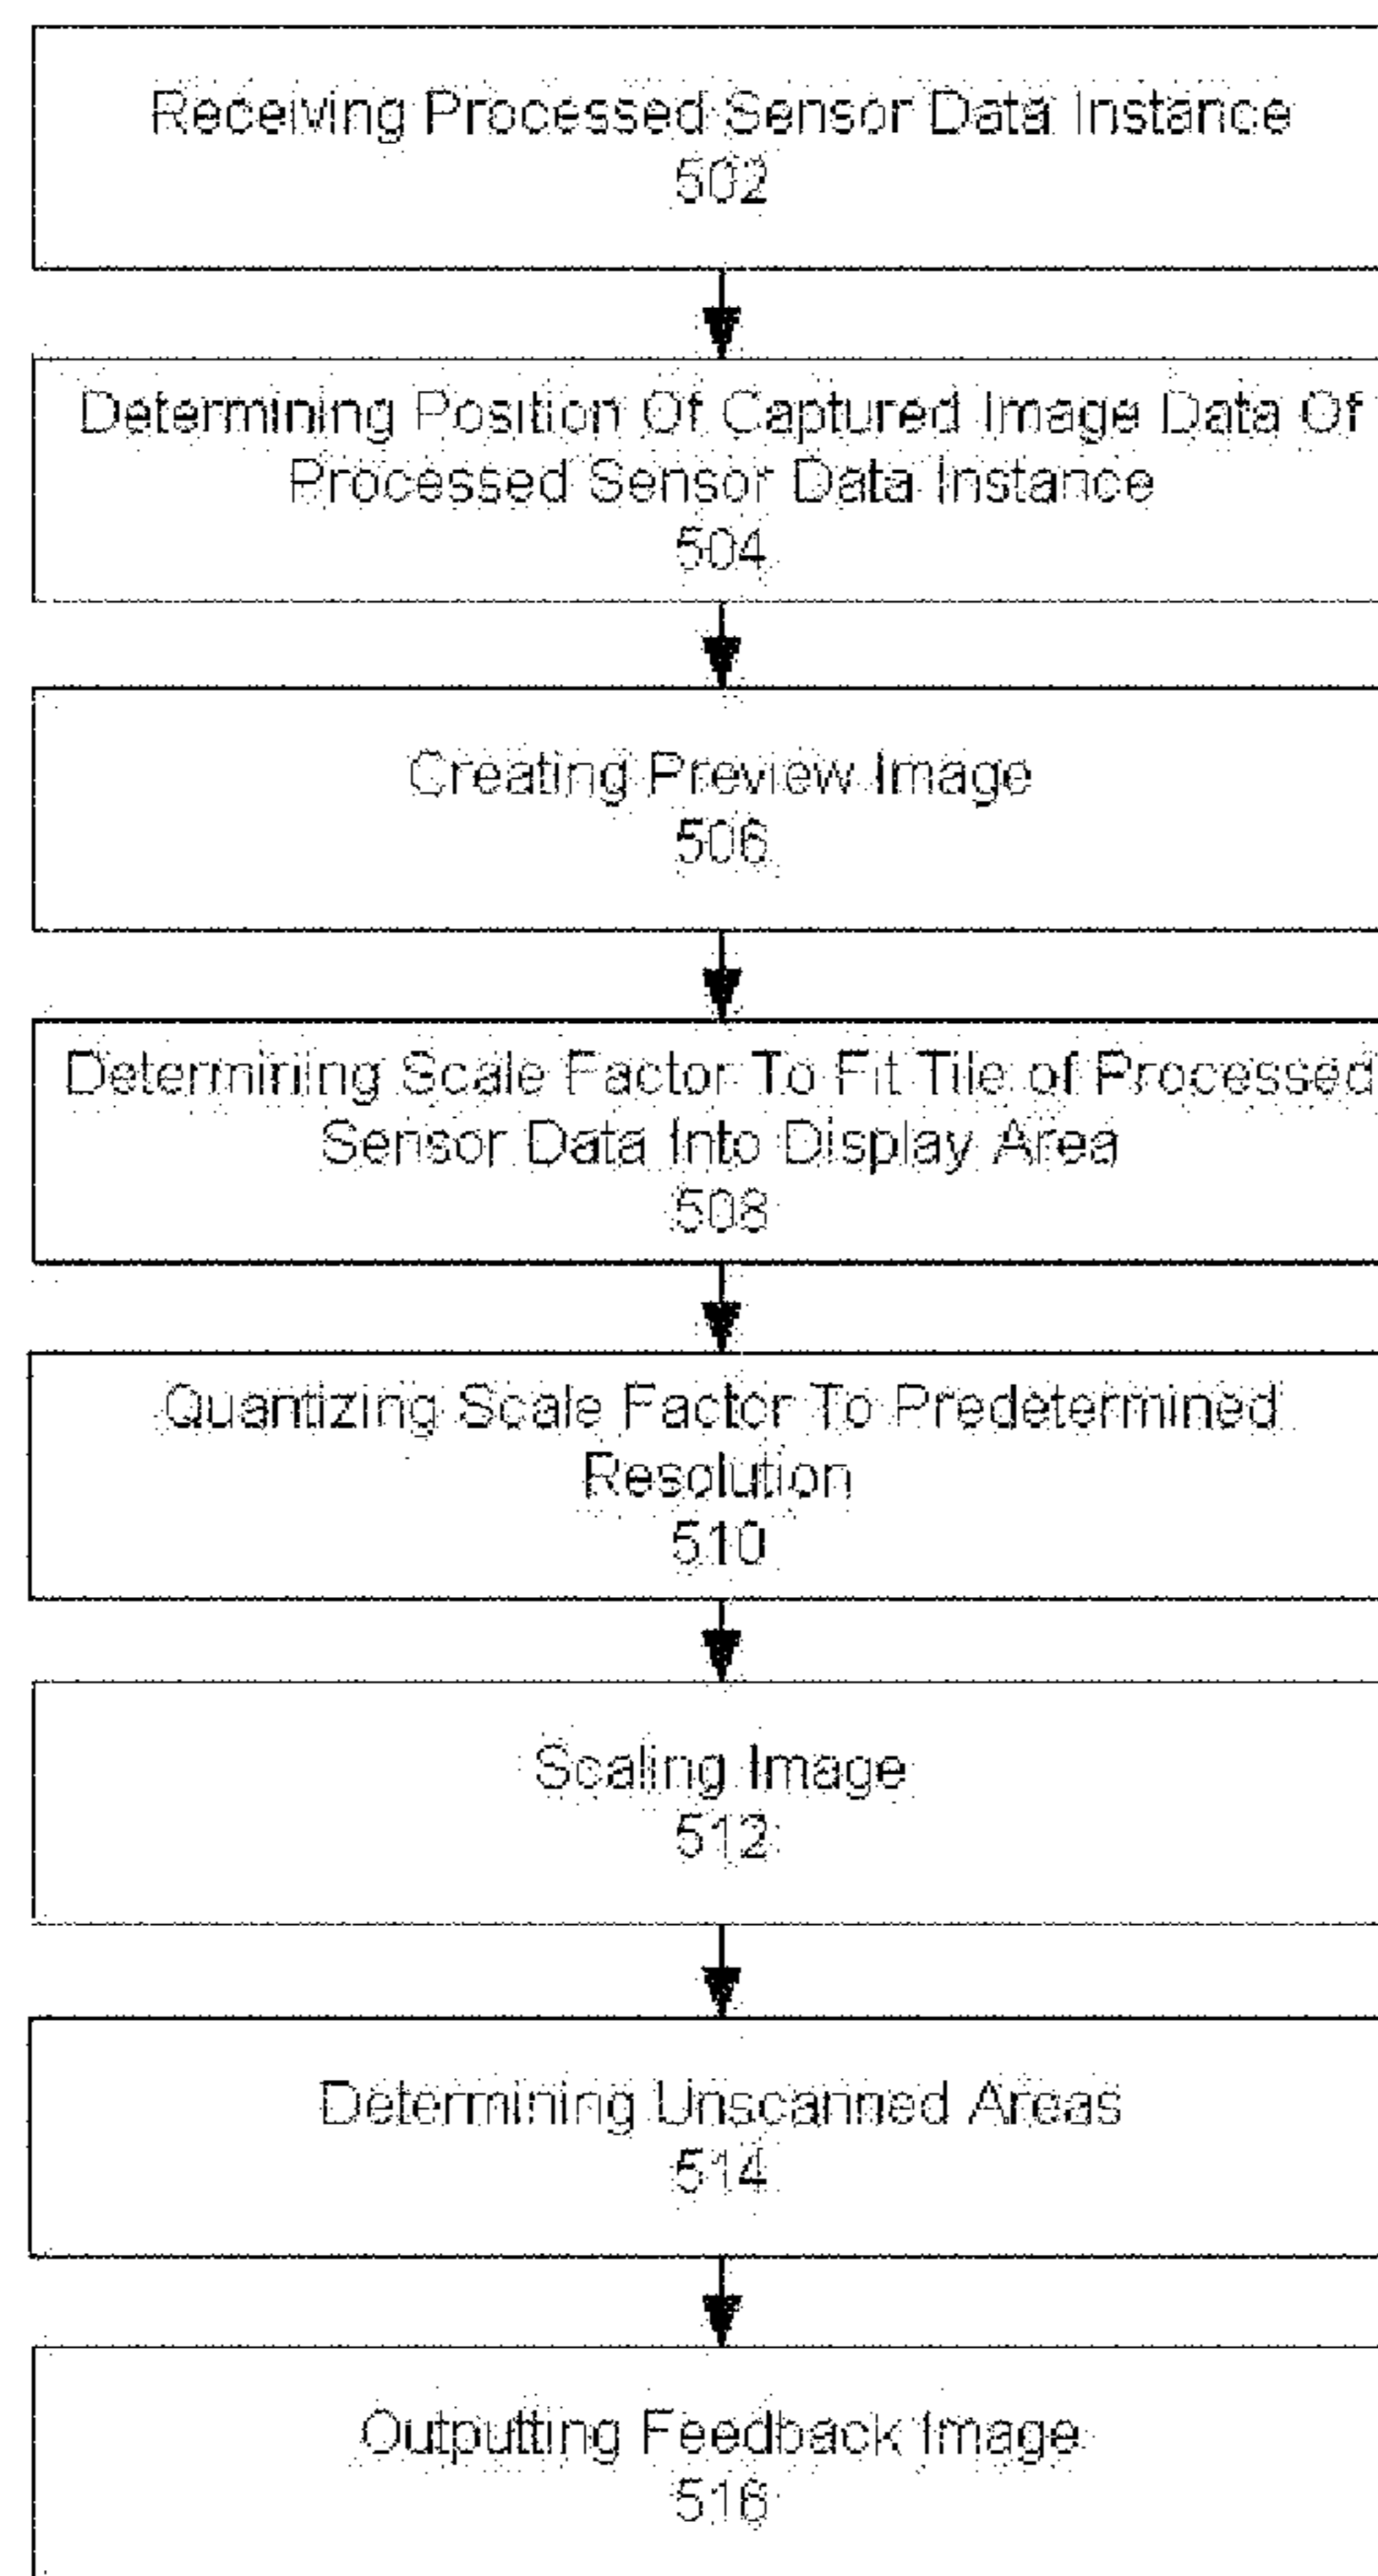 Receiving Processed Sensor Data Instance
502
Determining Position Of Captured Image Data Of
Processed Sensor Data Instance
504
Creating Preview Image
506
Determining Scale Factor To Fit Tile of Processed
Sensor Data Into Display Area
508
Quantizing Scale Factor To Predetermined
Resolution
510
Scaling Image
512
Determining Unscanned Areas
514
Outputting Feedback Image
516